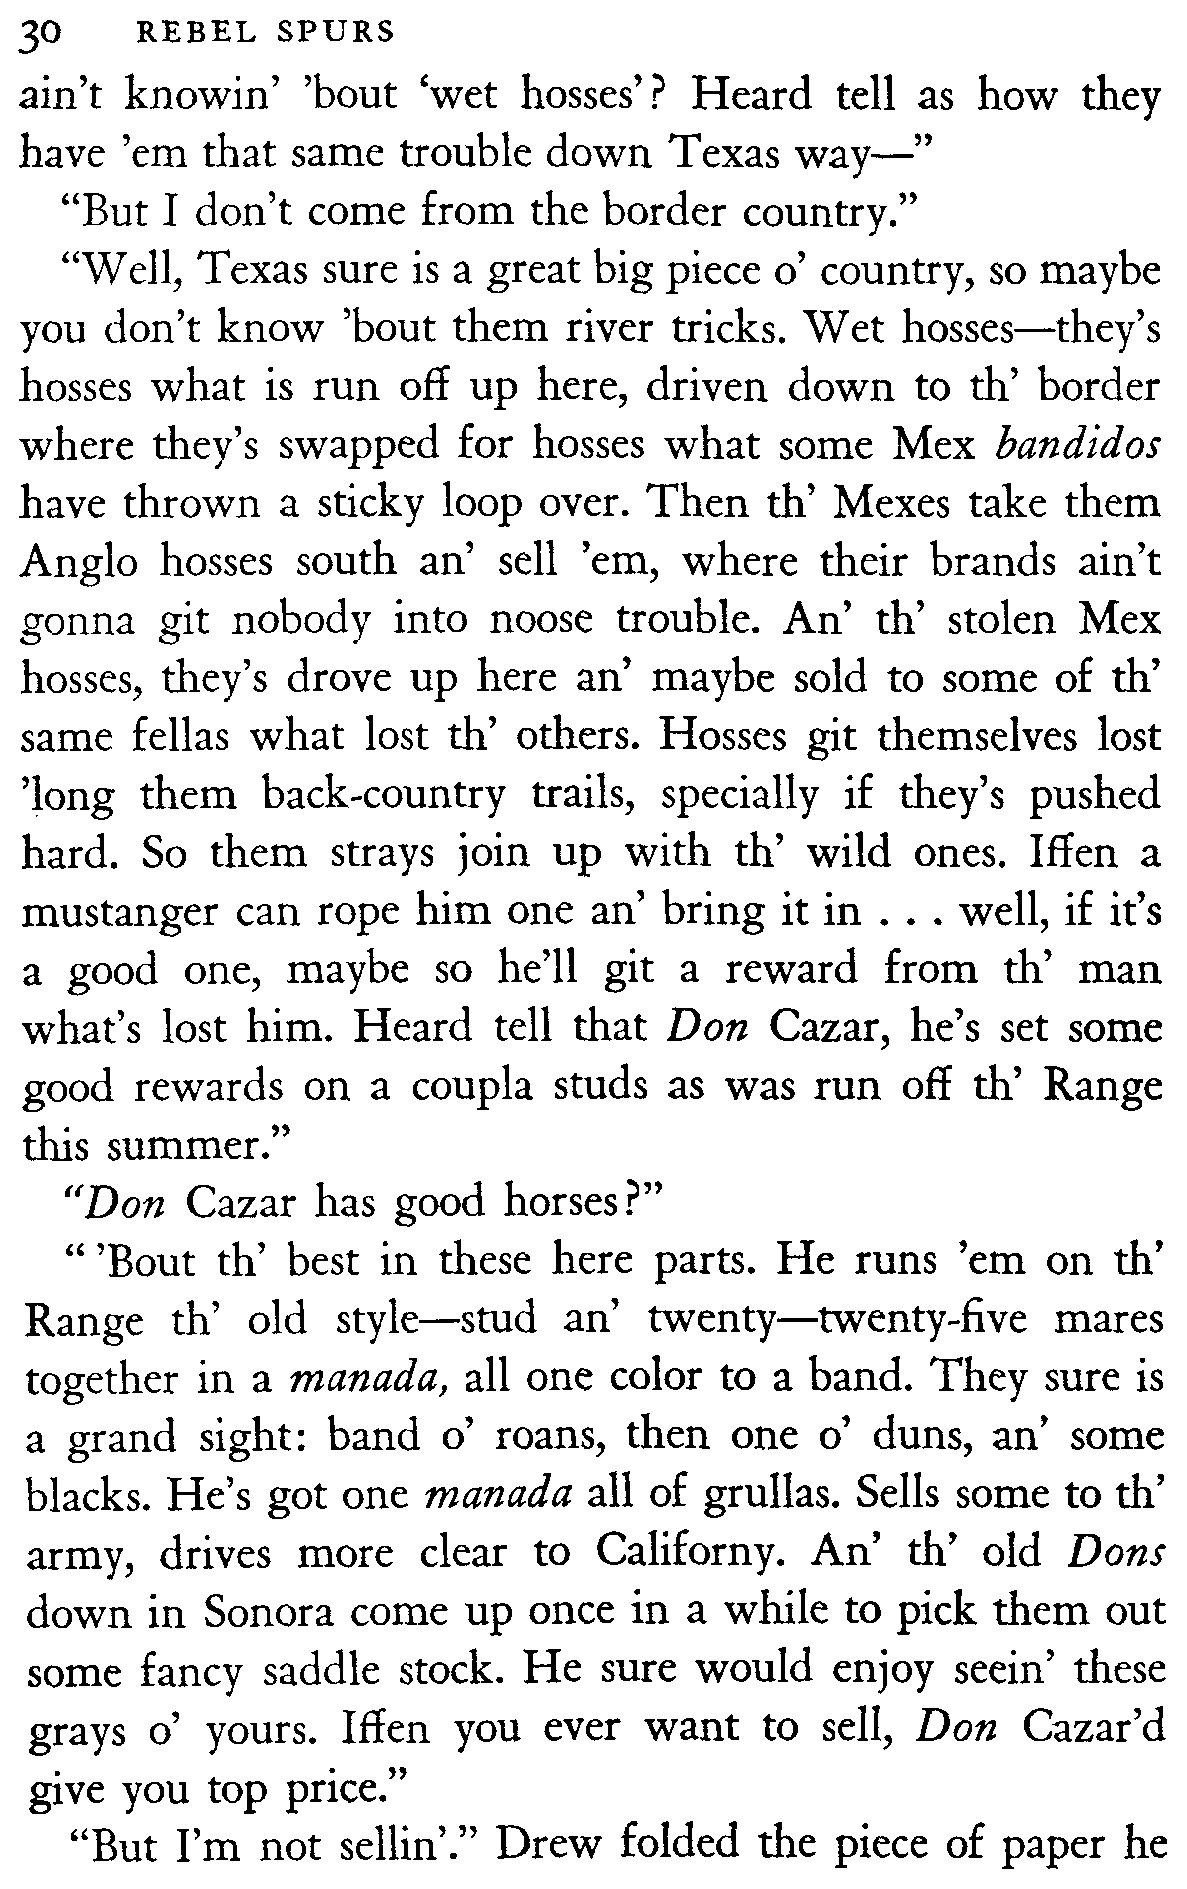 30 REBEL SPURS
ain't knowin' ’bout ‘wet hosses’? Heard tell as how they
have ’em that same trouble down Texas way—”
“But I don’t come from the border country.”
“Well, Texas sure is a great big piece o’ country, so maybe
you don’t know ’bout them river tricks. Wet hosses—they’s
hosses what is run off up here, driven down to th’ border
where they’s swapped for hosses what some Mex bandidos
have thrown a sticky loop over. Then th’ Mexes take them
Anglo hosses south an’ sell ’em, where their brands ain’t
gonna git nobody into noose trouble. An’ th’ stolen Mex
hosses, they’s drove up here an’ maybe sold to some of th’
same fellas what lost th’ others. Hosses git themselves lost
’long them back-country trails, specially if they’s pushed
hard. So them strays join up with th’ wild ones. Iffen a
mustanger can rope him one an’ bring it in . . . well, if it’s
a good one, maybe so he’ll git a reward from th’ man
what’s lost him. Heard tell that Don Cazar, he’s set some
good rewards on a coupla studs as was run off th’ Range
this summer.”
“Don Cazar has good horses?”
“ ’Bout th’ best in these here parts. He runs ’em on th’
Range th’ old style—stud an’ twenty—twenty-five mares
together in a manada, all one color to a band. They sure is
a grand sight: band o’ roans, then one o’ duns, an’ some
blacks. He’s got one manada all of grullas. Sells some to th’
army, drives more clear to Californy. An’ th’ old Dons
down in Sonora come up once in a while to pick them out
some fancy saddle stock. He sure would enjoy seein’ these
grays o’ yours. Iffen you ever want to sell, Don Cazar’d
give you top price.”
“But I’m not sellin’.” Drew folded the piece of paper he